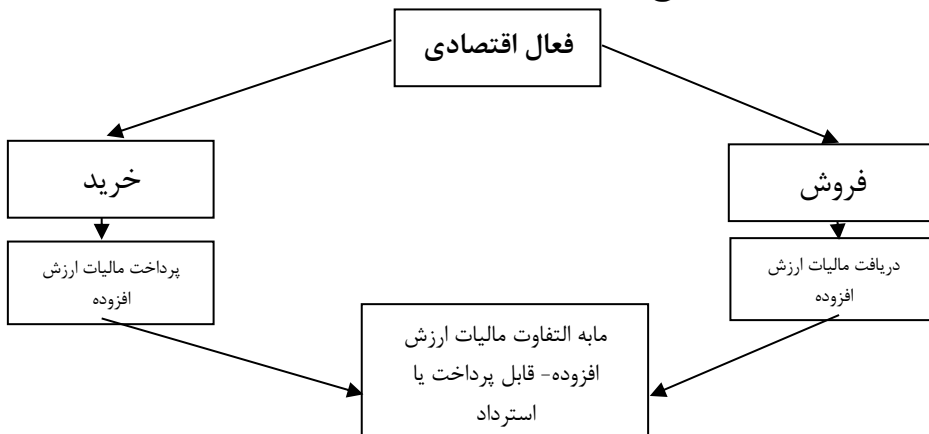 فعال اقتصادی
فروش
خرید
دریافت مالیات ارزش
افزوده
پرداخت مالیات ارزش
افزوده
مابه التفاوت مالیات ارزش
افزوده- قابل پرداخت یا
استرداد